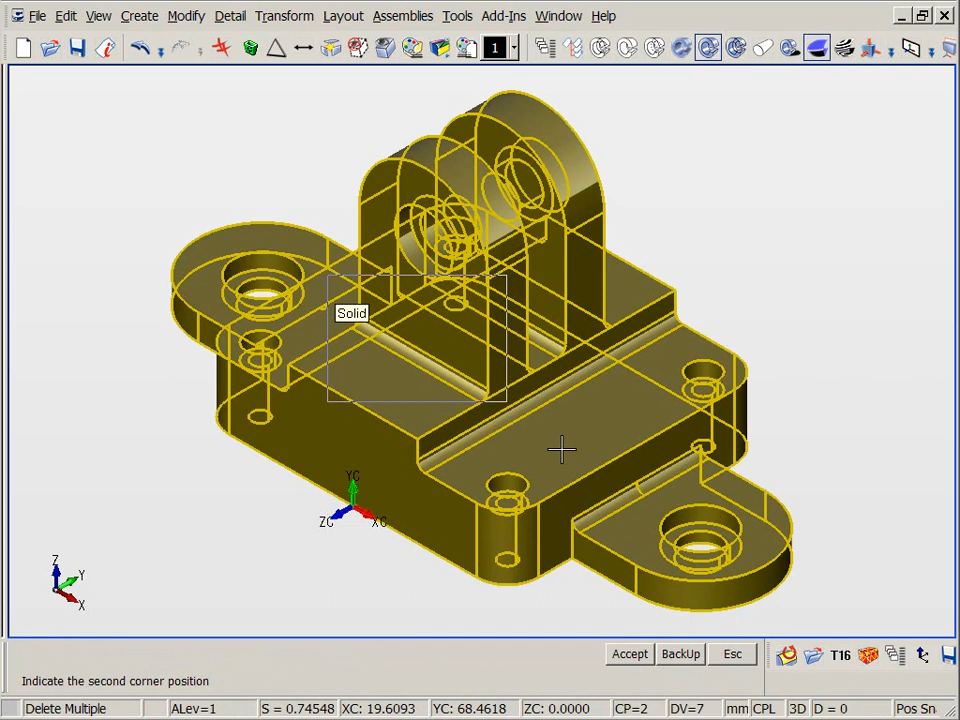 File Edit View Create Modify Detail Transform Layout Assemblies Tools Add-Ins Window Help
1
Solid
YC
ZC XC
Z
Y
X
Accept BackUp Esc
T16
Indicate the second corner position
Delete Multiple ALev=1 S = 0.74548 XC: 19.6093 YC: 68.4618 ZC: 0.0000 CP=2 DV=7 mm CPL 3D D = 0 Pos Sn